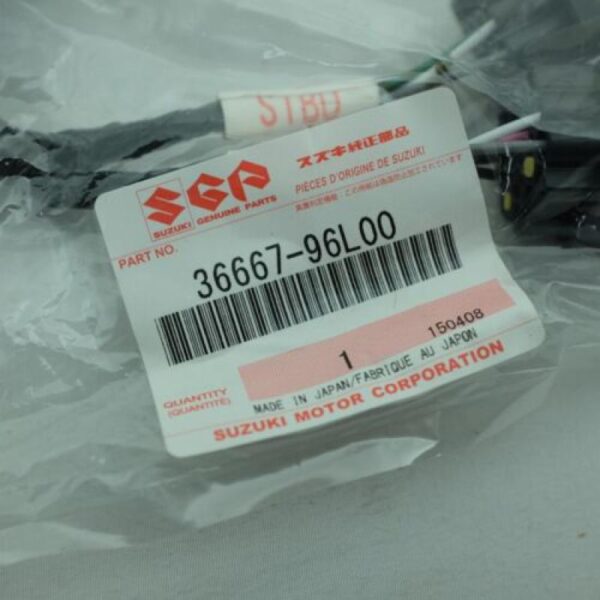 STBD
SGP
SUZUKI GENUINE PARTS
スズキ純正部品
PIÈCES D'ORIGINE DE SUZUKI
PART NO.
36667-96L00
1
150408
QUANTITY
(QUANTITÉ)
MADE IN JAPAN/FABRIQUE AU JAPON
SUZUKI MOTOR CORPORATION